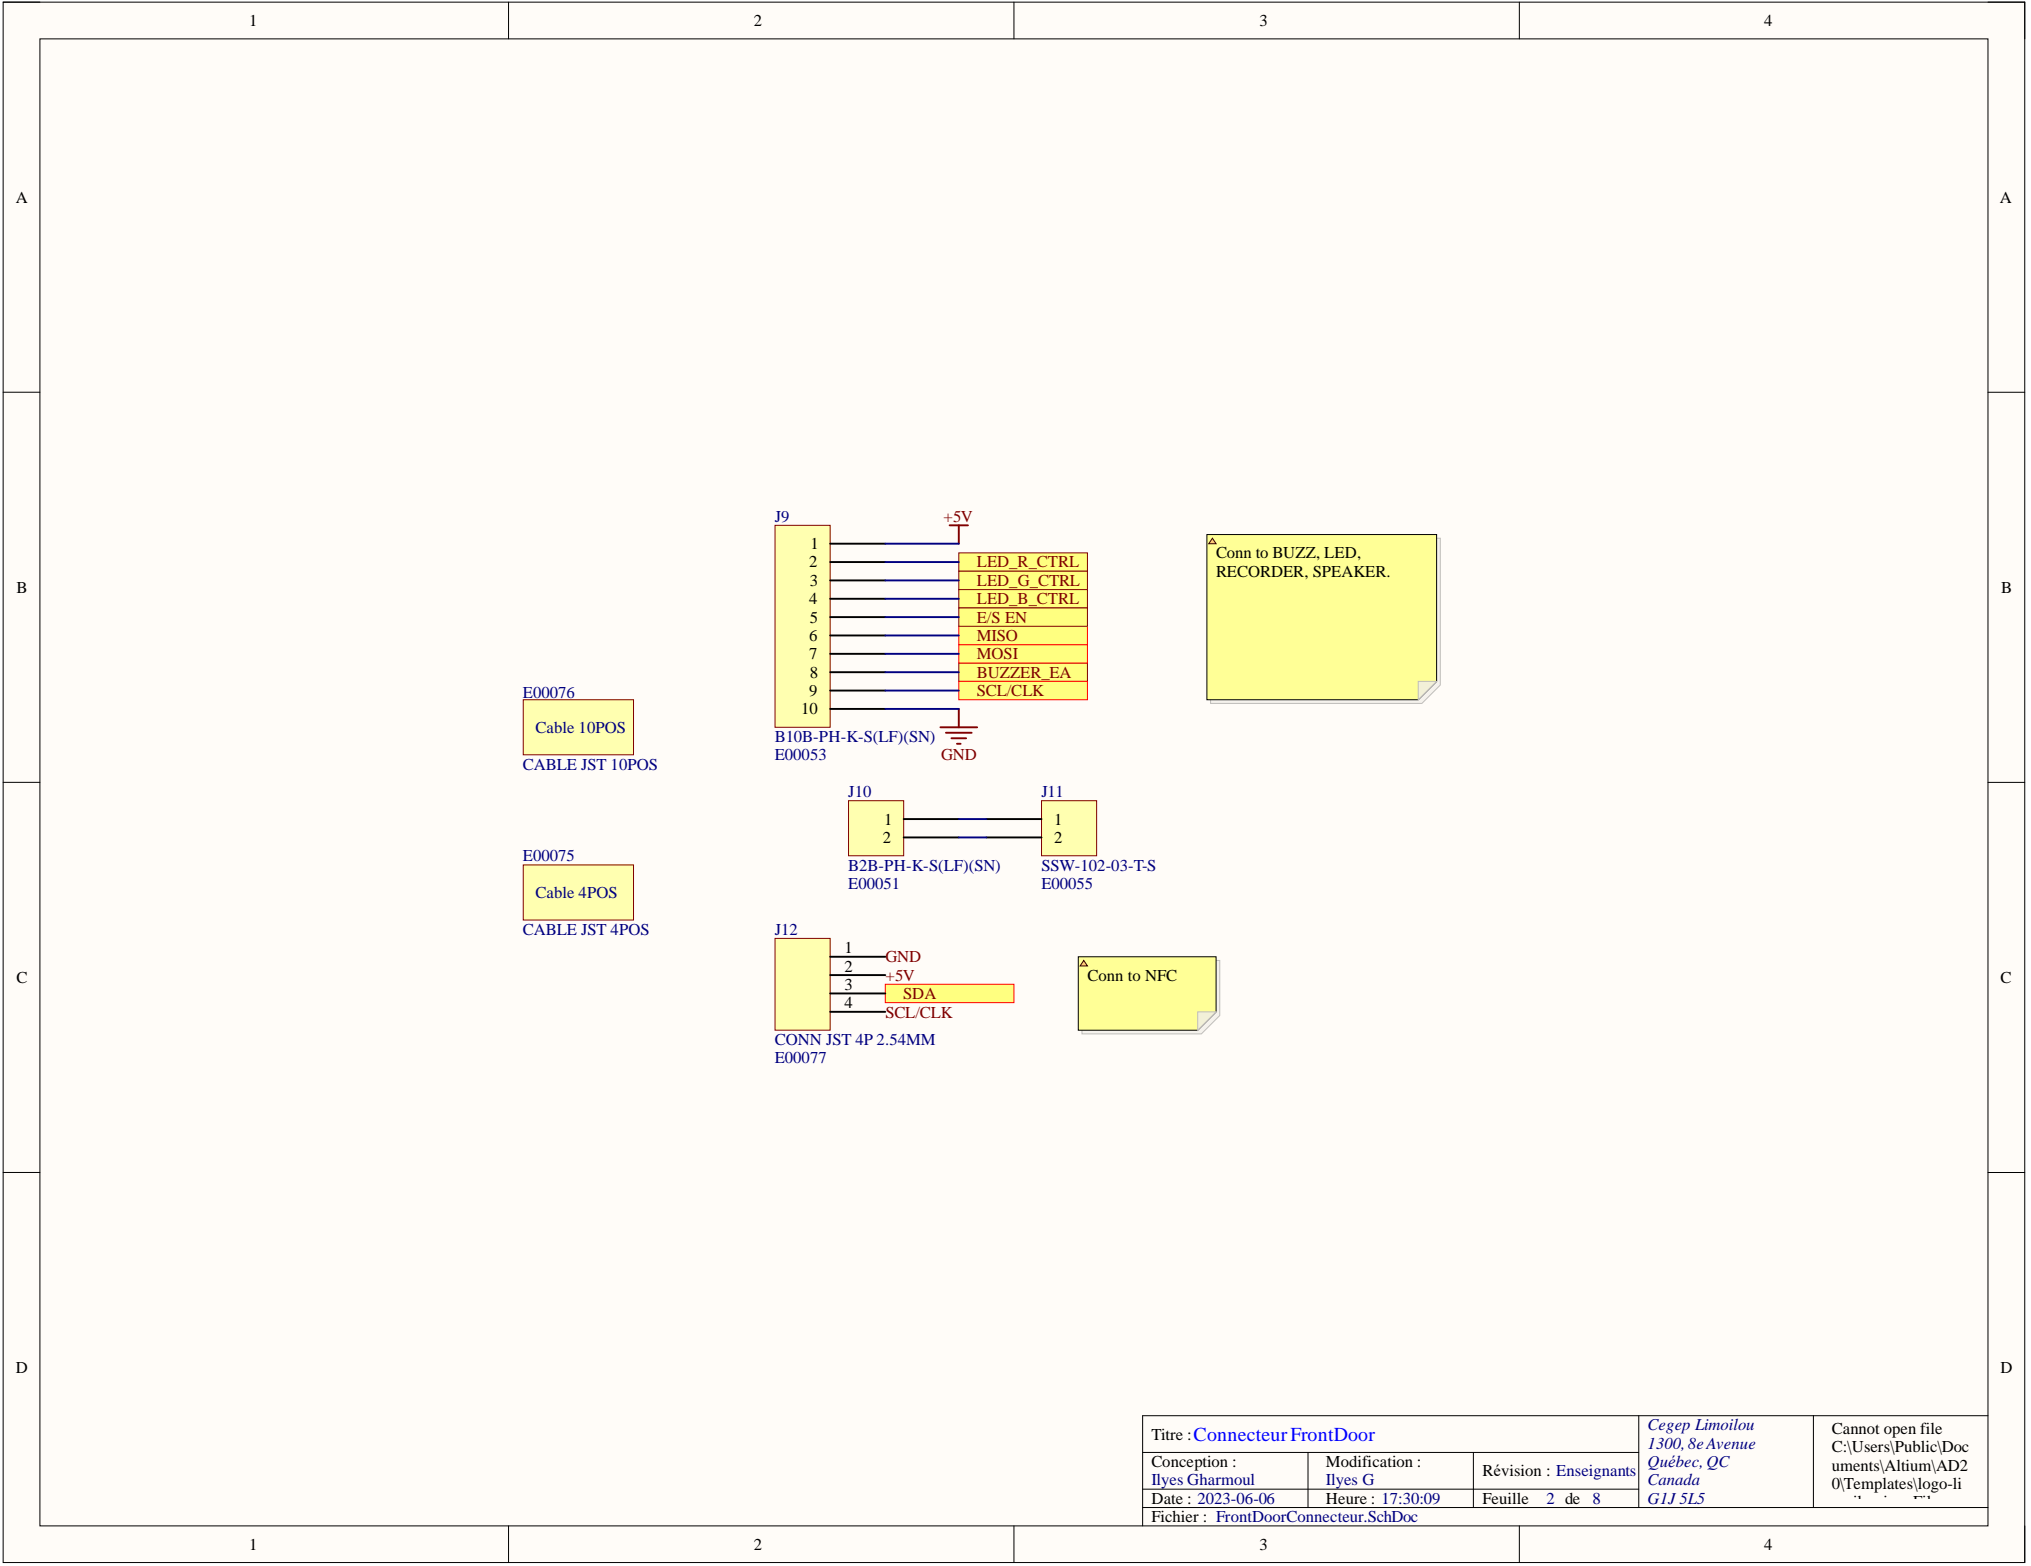 1 2 3 4
A A
B B
C C
D D
J9
+5V
1
2 LED_R_CTRL
3 LED_G_CTRL
4 LED_B_CTRL
5 E/S EN
6 MISO
7 MOSI
8 BUZZER_EA
9 SCL/CLK
10
B10B-PH-K-S(LF)(SN)
E00053
GND
Conn to BUZZ, LED,
RECORDER, SPEAKER.
E00076
Cable 10POS
CABLE JST 10POS
J10
1
2
B2B-PH-K-S(LF)(SN)
E00051
J11
1
2
SSW-102-03-T-S
E00055
E00075
Cable 4POS
CABLE JST 4POS
J12
1 GND
2 +5V
3 SDA
4 SCL/CLK
CONN JST 4P 2.54MM
E00077
Conn to NFC
Titre : Connecteur FrontDoor
Conception :
Ilyes Gharmoul
Modification :
Ilyes G
Révision : Enseignants
Date : 2023-06-06
Heure : 17:30:09
Feuille 2 de 8
Fichier : FrontDoorConnecteur.SchDoc
Cegep Limoilou
1300, 8e Avenue
Québec, QC
Canada
G1J 5L5
Cannot open file
C:\Users\Public\Doc
uments\Altium\AD2
0\Templates\logo-li
1 2 3 4